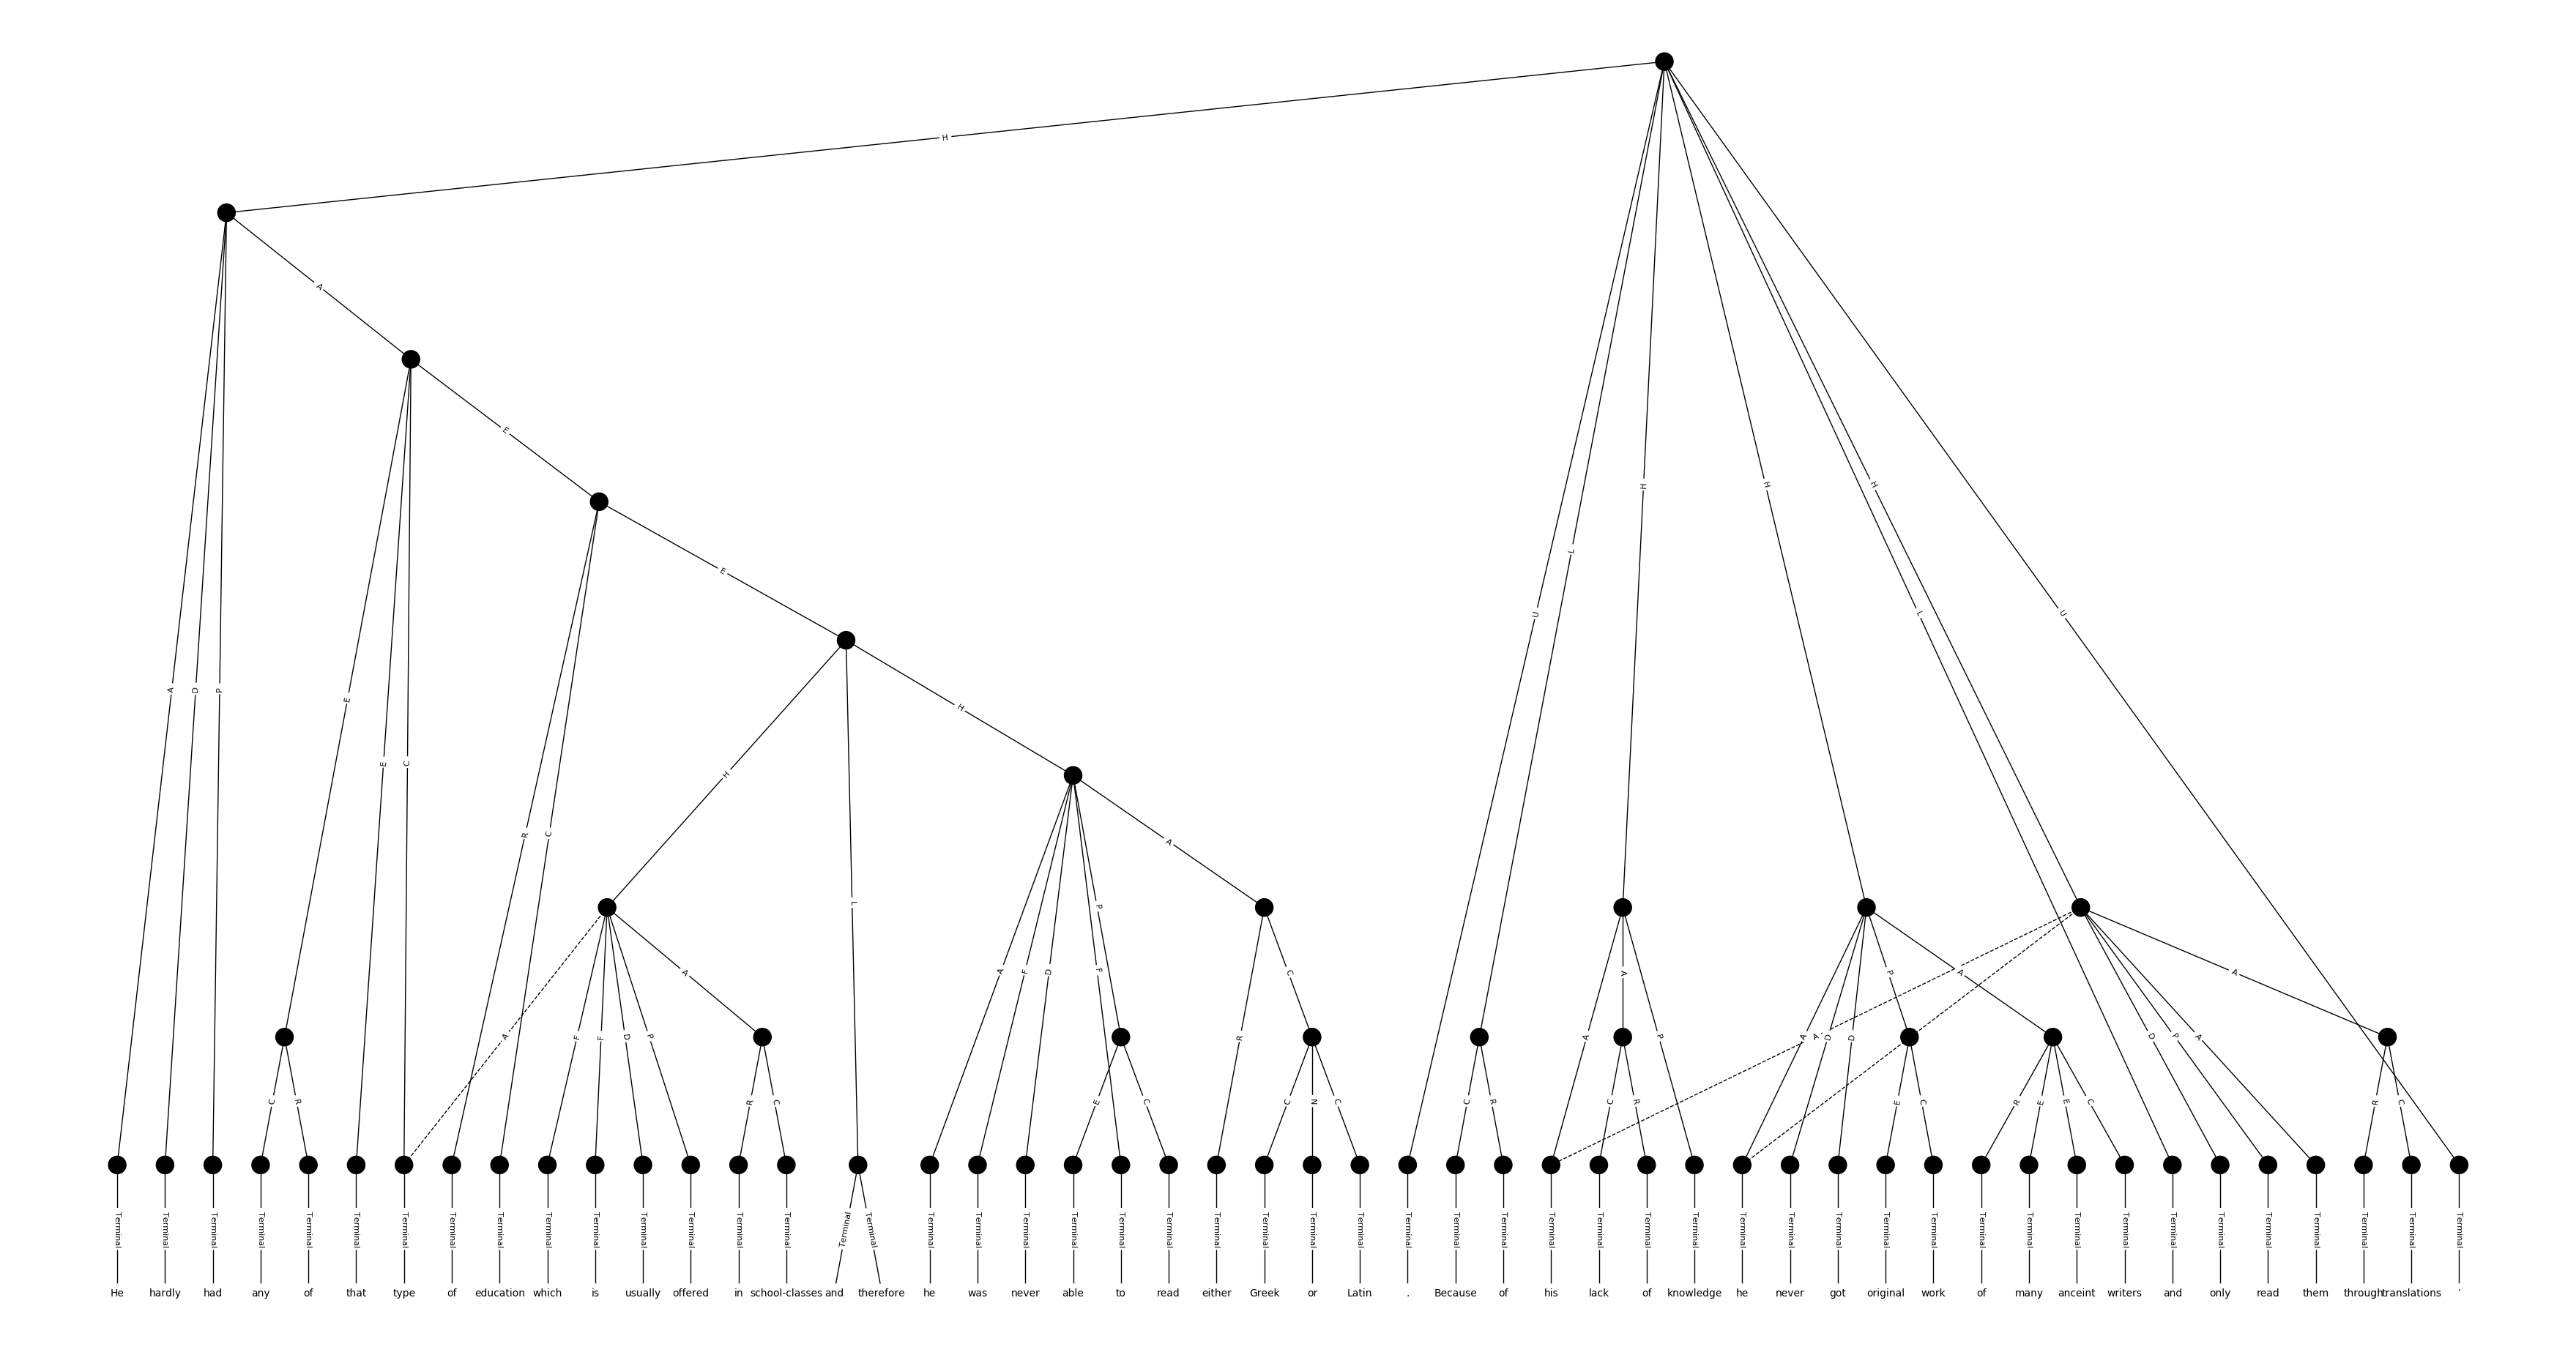 H
A
E
E
H
H
A
D
P
E
E
C
R
C
L
A
U
L
H
H
L
H
U
A
F
F
D
P
A
A
F
D
F
P
R
C
A
A
P
A
D
D
P
A
A
A
D
P
A
A
C
R
R
C
E
C
C
N
C
C
R
C
R
E
C
R
E
E
C
R
C
Terminal Terminal Terminal Terminal Terminal Terminal Terminal Terminal Terminal Terminal Terminal Terminal Terminal Terminal Terminal Terminal Terminal Terminal Terminal Terminal Terminal Terminal Terminal Terminal Terminal Terminal Terminal Terminal Terminal Terminal Terminal Terminal Terminal Terminal Terminal Terminal Terminal Terminal Terminal Terminal Terminal Terminal Terminal Terminal Terminal Terminal Terminal Terminal Terminal Terminal
He hardly had any of that type of education which is usually offered in school-classes and therefore he was never able to read either Greek or Latin . Because of his lack of knowledge he never got original work of many anceint writers and only read them through translations .